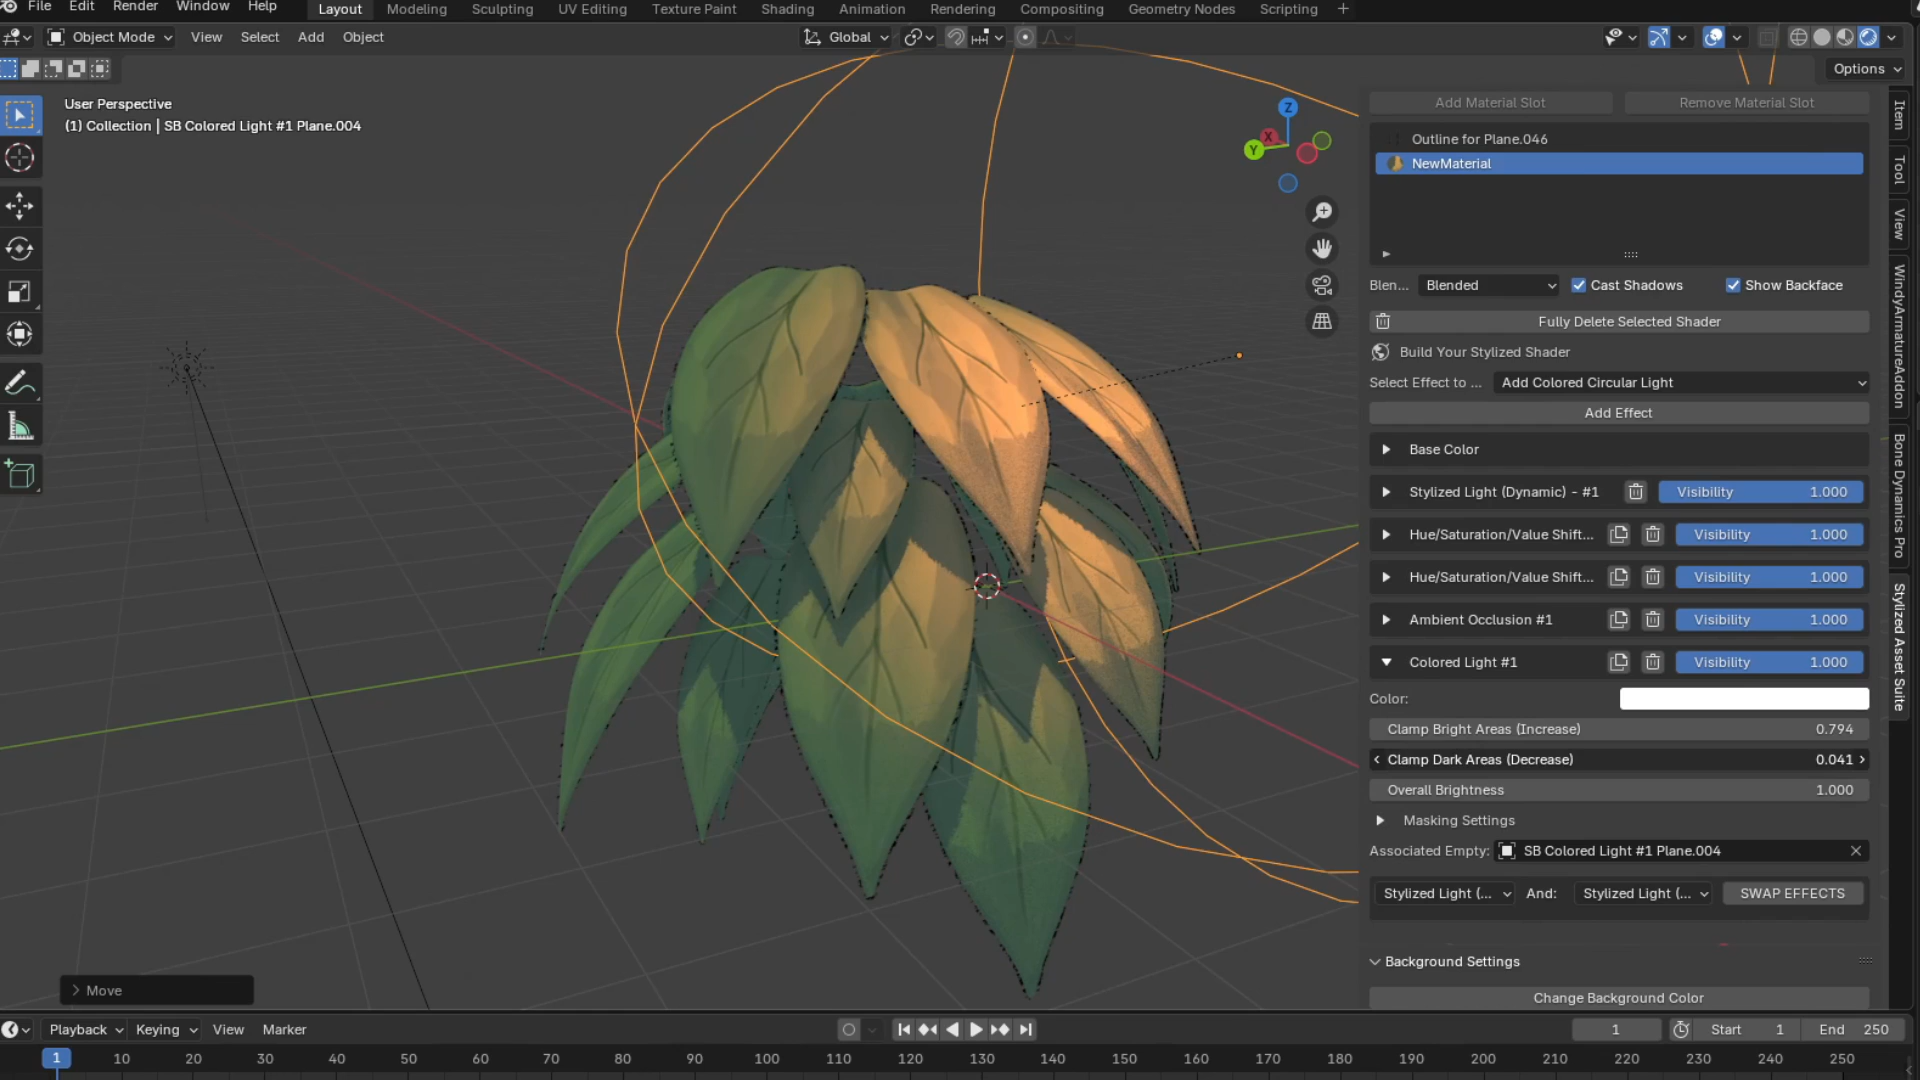 File Edit Render Window Help Layout Modeling Sculpting UV Editing Texture Paint Shading Animation Rendering Compositing Geometry Nodes Scripting +
Object Mode View Select Add Object Global
Options
User Perspective
(1) Collection | SB Colored Light #1 Plane.004
Z
X
Y
Add Material Slot Remove Material Slot
Outline for Plane.046
NewMaterial
Blen... Blended Cast Shadows Show Backface
Fully Delete Selected Shader
Build Your Stylized Shader
Select Effect to ... Add Colored Circular Light
Add Effect
Base Color
Stylized Light (Dynamic) - #1 Visibility 1.000
Hue/Saturation/Value Shift... Visibility 1.000
Hue/Saturation/Value Shift... Visibility 1.000
Ambient Occlusion #1 Visibility 1.000
Colored Light #1 Visibility 1.000
Color:
Clamp Bright Areas (Increase) 0.794
Clamp Dark Areas (Decrease) 0.041
Overall Brightness 1.000
Masking Settings
Associated Empty: SB Colored Light #1 Plane.004
Stylized Light (... And: Stylized Light (... SWAP EFFECTS
Background Settings
Change Background Color
Item
Tool
View
WindyArmatureAddon
Bone Dynamics Pro
Stylized Asset Suite
Move
Playback Keying View Marker 1 Start 1 End 250
1 10 20 30 40 50 60 70 80 90 100 110 120 130 140 150 160 170 180 190 200 210 220 230 240 250